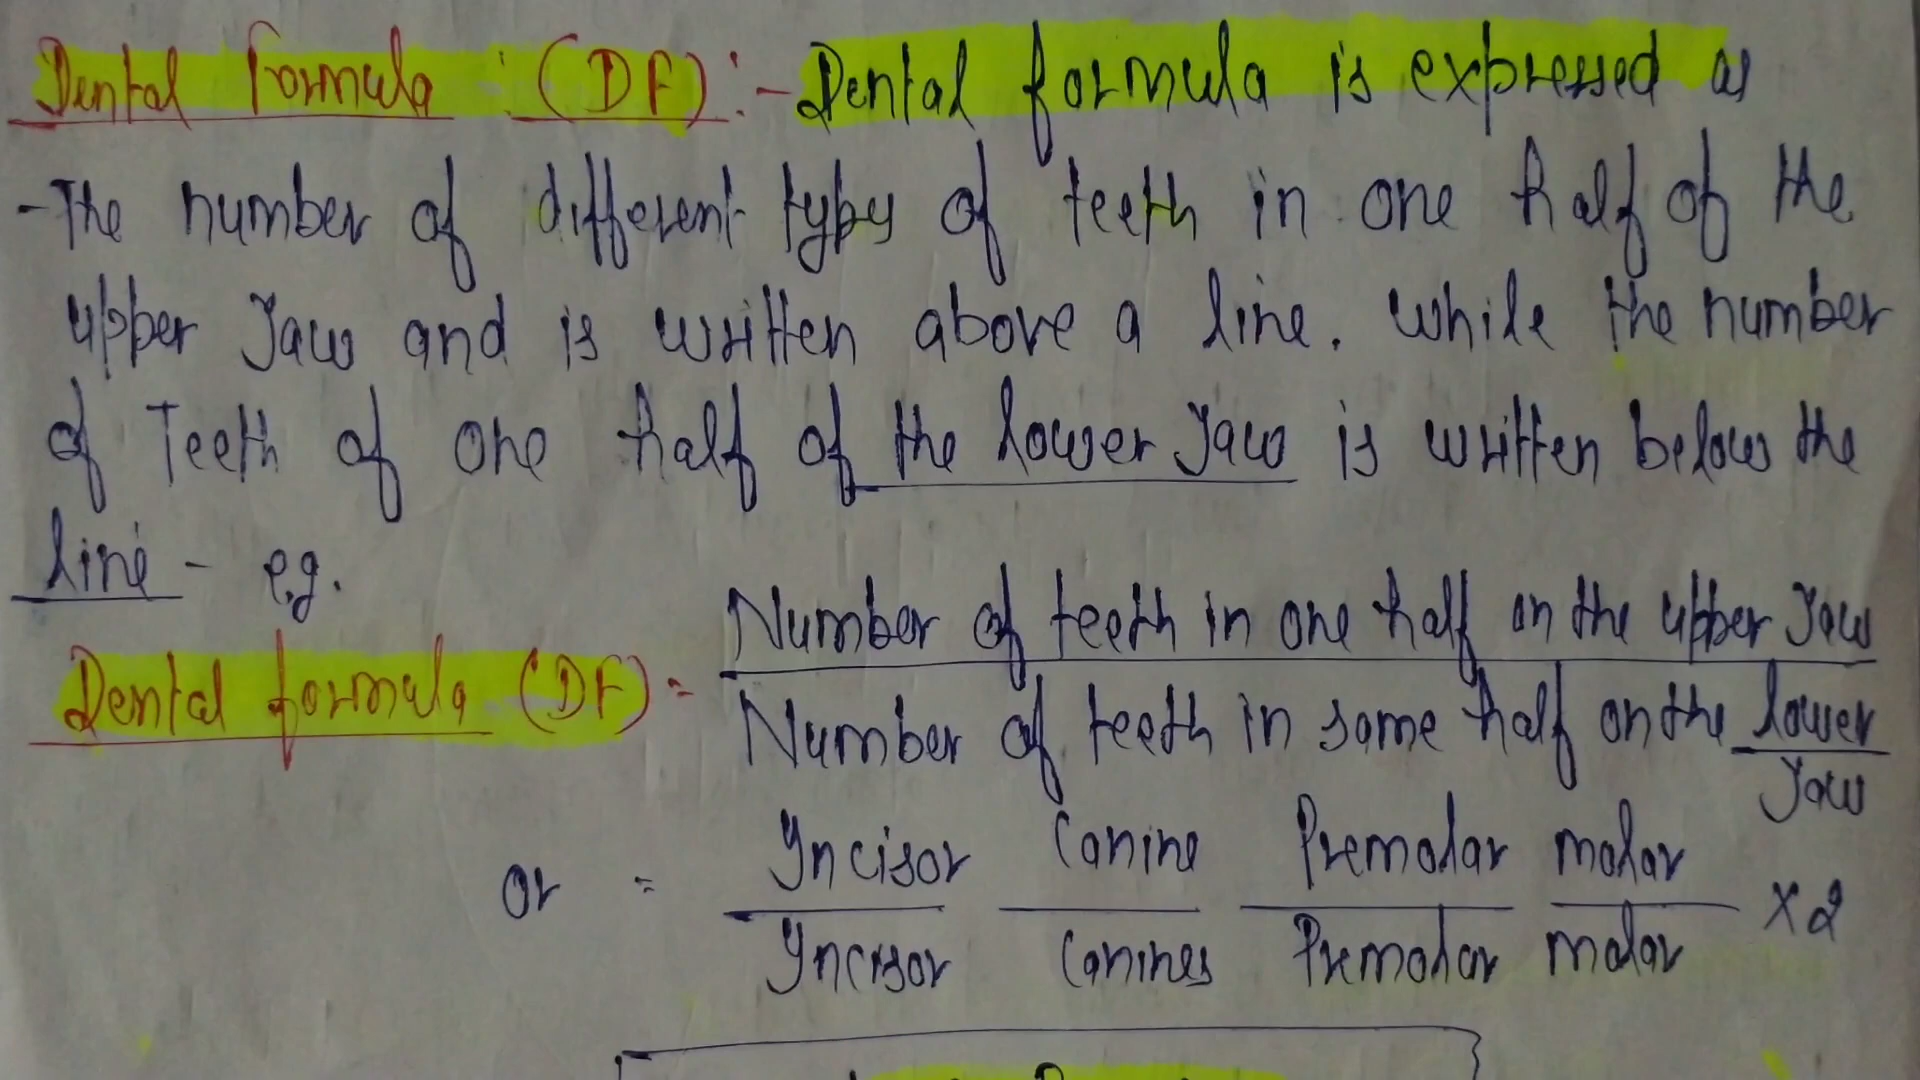 Dental Formula : (DF) :- Dental formula is expressed as
- The number of different types of teeth in one half of the
upper Jaw and is written above a line. While the number
of Teeth of one half of the lower Jaw is written below the
line - e.g.
Number of teeth in one half on the upper Jaw
Dental formula (DF) =
Number of teeth in same half on the lower
Jaw
or = Incisor Canine Premolar molar × 2
Incisor Canines Premolar molar